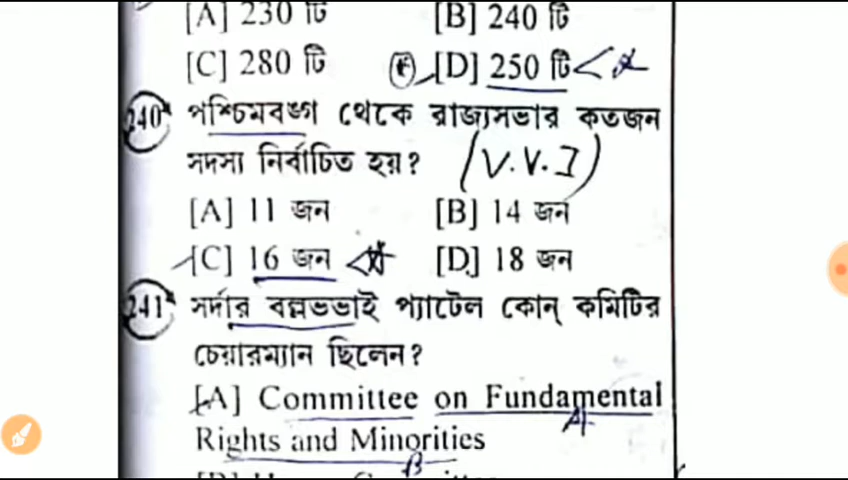 [A] 230 টি [B] 240 টি
[C] 280 টি [D] 250 টি
240 পশ্চিমবঙ্গ থেকে রাজ্যসভার কতজন
সদস্য নির্বাচিত হয়? (V.V.I)
[A] 11 জন [B] 14 জন
[C] 16 জন [D] 18 জন
241 সর্দার বল্লভভাই প্যাটেল কোন্ কমিটির
চেয়ারম্যান ছিলেন?
[A] Committee on Fundamental
Rights and Minorities